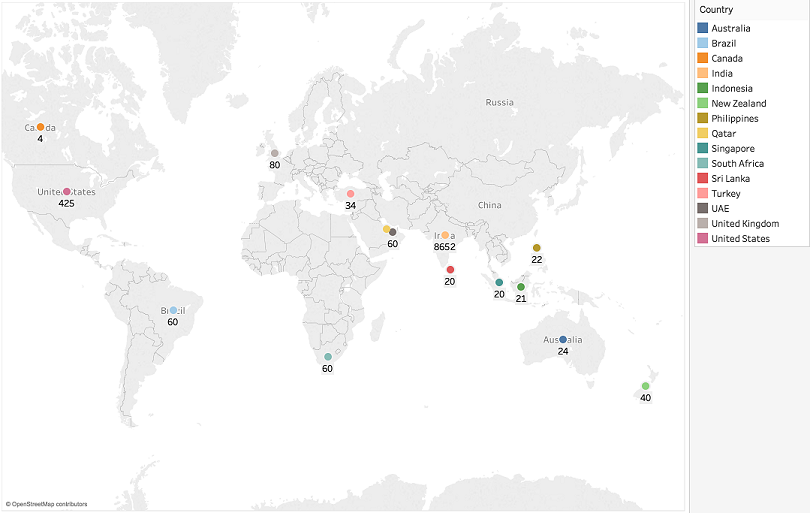 Russia
Canada
4
80
United States
425
34
China
60
India
8652
22
20
20
21
Brazil
60
60
Australia
24
40
© OpenStreetMap contributors
Country
Australia
Brazil
Canada
India
Indonesia
New Zealand
Philippines
Qatar
Singapore
South Africa
Sri Lanka
Turkey
UAE
United Kingdom
United States